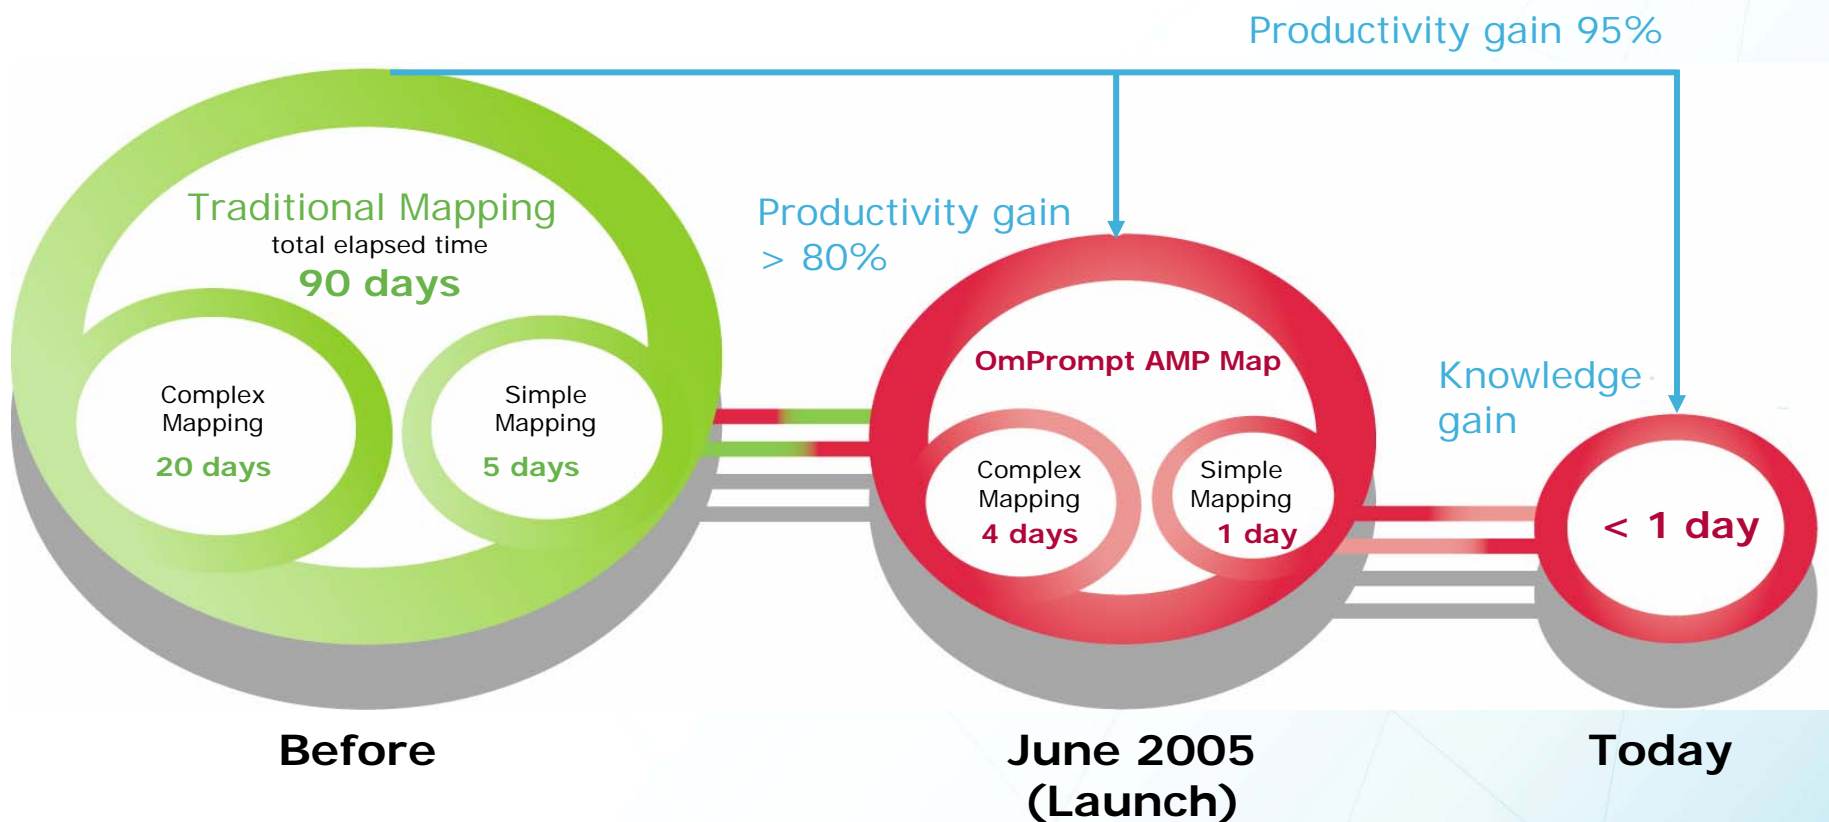 Productivity gain 95%
Traditional Mapping
total elapsed time
90 days
Complex
Mapping
20 days
Simple
Mapping
5 days
Productivity gain
> 80%
OmPrompt AMP Map
Complex
Mapping
4 days
Simple
Mapping
1 day
Knowledge
gain
< 1 day
Before
June 2005
(Launch)
Today